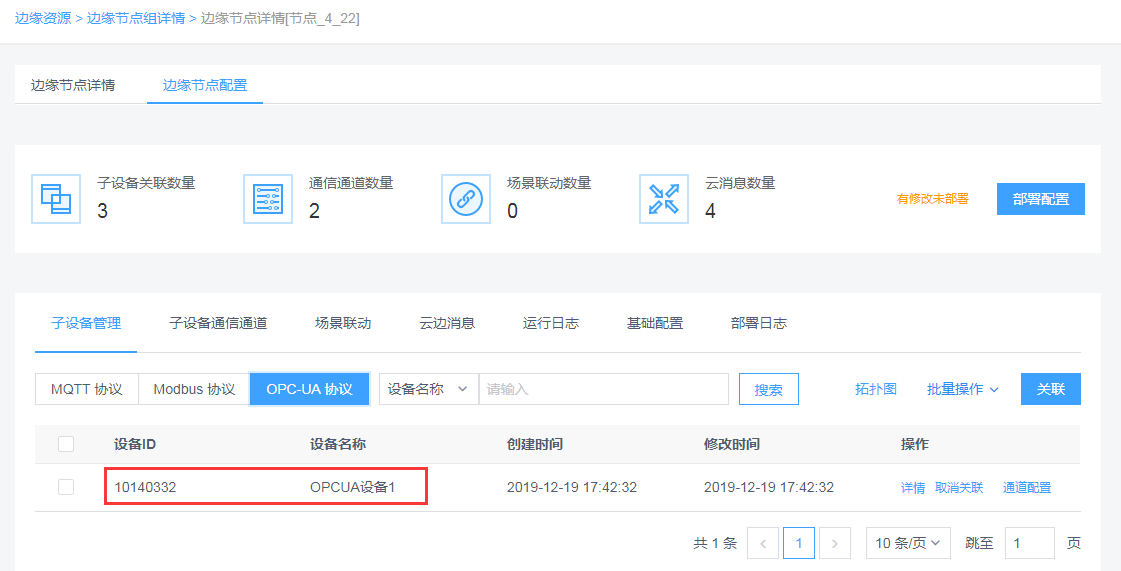 边缘资源 > 边缘节点组详情 > 边缘节点详情[节点_4_22]
边缘节点详情 边缘节点配置
子设备关联数量 通信通道数量 场景联动数量 云消息数量
3 2 0 4
有修改未部署 部署配置
子设备管理 子设备通信通道 场景联动 云边消息 运行日志 基础配置 部署日志
MQTT 协议 Modbus 协议 OPC-UA 协议 设备名称 请输入 搜索 拓扑图 批量操作 关联
设备ID 设备名称 创建时间 修改时间 操作
10140332 OPCUA设备1 2019-12-19 17:42:32 2019-12-19 17:42:32 详情 取消关联 通道配置
共 1 条 < 1 > 10 条/页 跳至 1 页